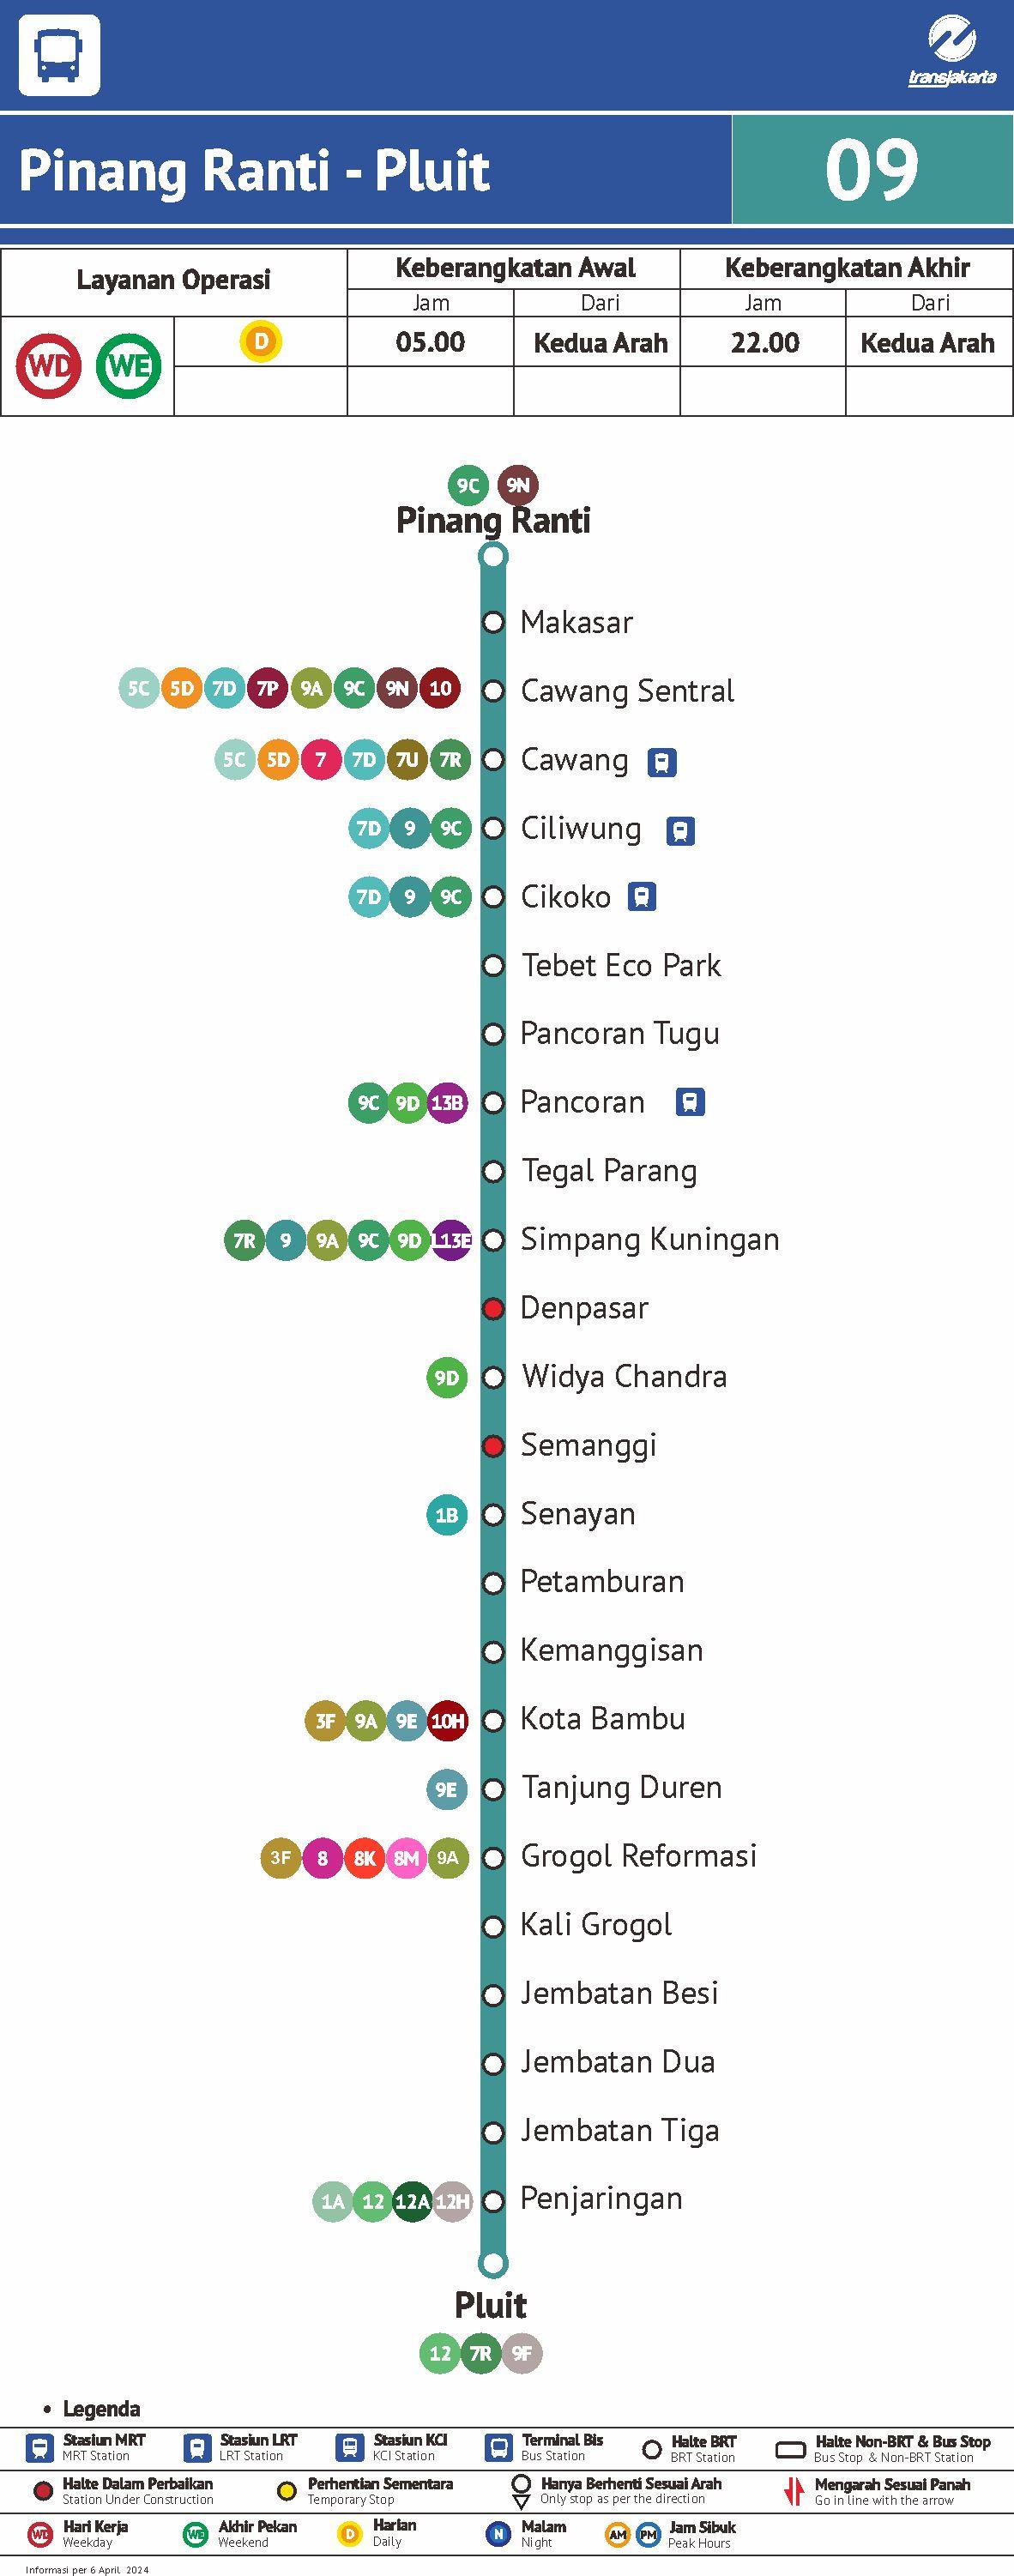 transjakarta
Pinang Ranti - Pluit
09
Layanan Operasi
Keberangkatan Awal
Keberangkatan Akhir
Jam Dari Jam Dari
WD WE D 05.00 Kedua Arah 22.00 Kedua Arah
9C 9N
Pinang Ranti
Makasar
5C 5D 7D 7P 9A 9C 9N 10 Cawang Sentral
5C 5D 7 7D 7U 7R Cawang
7D 9 9C Ciliwung
7D 9 9C Cikoko
Tebet Eco Park
Pancoran Tugu
9C 9D 13B Pancoran
Tegal Parang
7R 9 9A 9C 9D L13E Simpang Kuningan
Denpasar
9D Widya Chandra
Semanggi
1B Senayan
Petamburan
Kemanggisan
3F 9A 9E 10H Kota Bambu
9E Tanjung Duren
3F 8 8K 8M 9A Grogol Reformasi
Kali Grogol
Jembatan Besi
Jembatan Dua
Jembatan Tiga
1A 12 12A 12H Penjaringan
Pluit
12 7R 9F
• Legenda
Stasiun MRT Stasiun LRT Stasiun KCI Terminal Bis Halte BRT Halte Non-BRT & Bus Stop
MRT Station LRT Station KCI Station Bus Station BRT Station Bus Stop & Non-BRT Station
Halte Dalam Perbaikan Perhentian Sementara Hanya Berhenti Sesuai Arah Mengarah Sesuai Panah
Station Under Construction Temporary Stop Only stop as per the direction Go in line with the arrow
WD Hari Kerja WE Akhir Pekan D Harian N Malam AM PM Jam Sibuk
Weekday Weekend Daily Night Peak Hours
Informasi per 6 April 2024